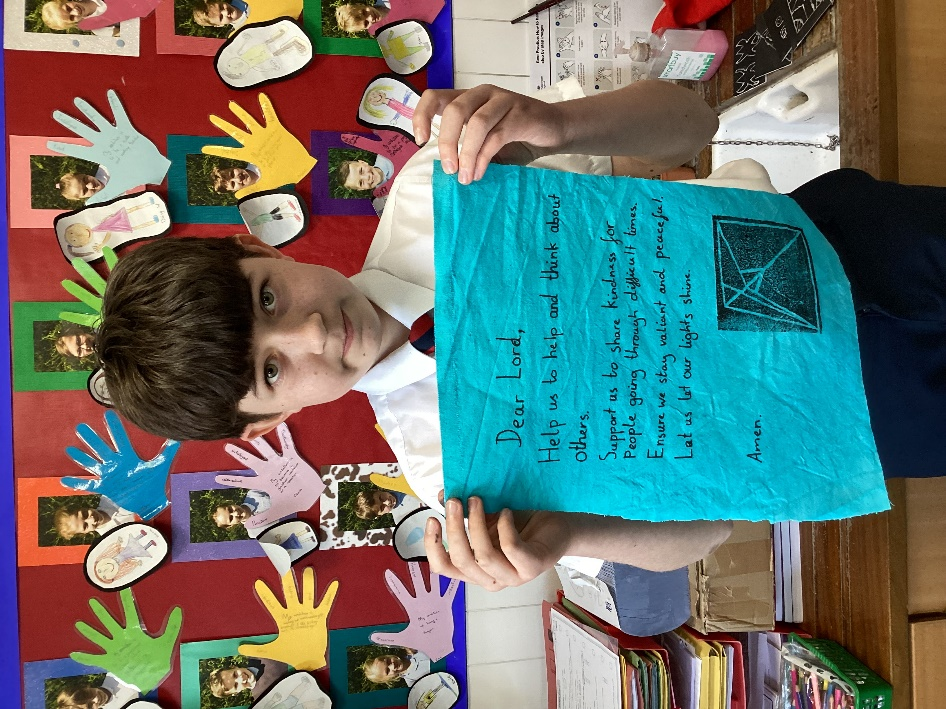 Dear Lord,
Help us to help and think about
others.
Support us to share kindness for
People going through difficult times.
Ensure we stay valiant and peaceful.
Let us let our lights shine.
Amen.